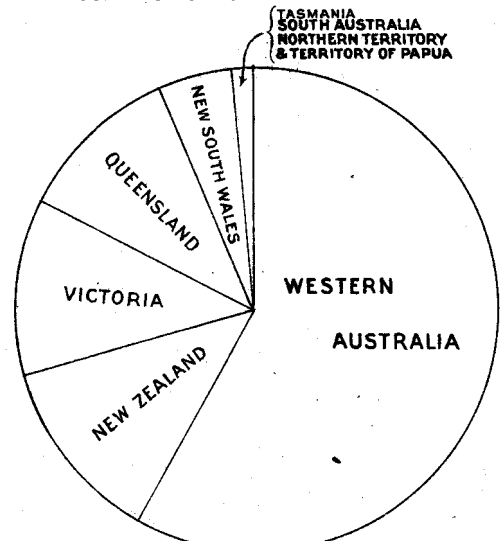 TASMANIA
SOUTH AUSTRALIA
NORTHERN TERRITORY
& TERRITORY OF PAPUA
NEW SOUTH WALES
QUEENSLAND
VICTORIA
NEW ZEALAND
WESTERN
AUSTRALIA